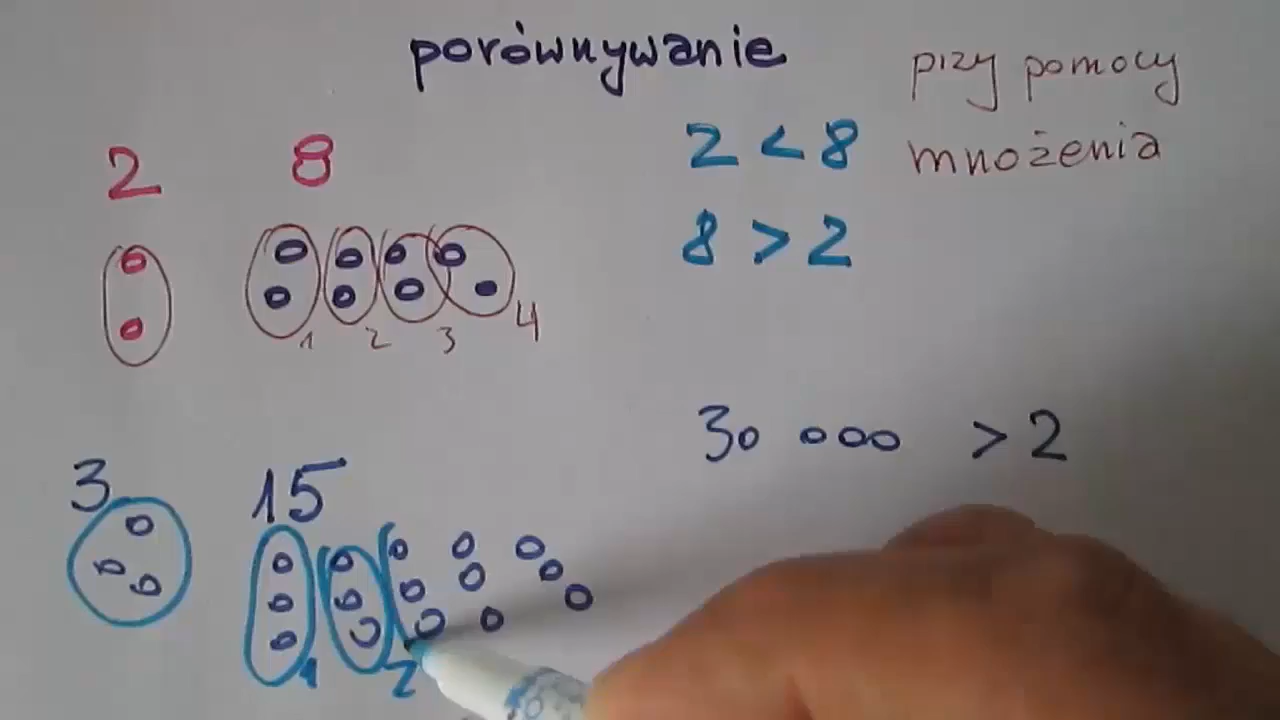 porównywanie
przy pomocy
mnożenia
2 8
2 < 8
8 > 2
1 2 3 4
30 000 > 2
3 15
1 2